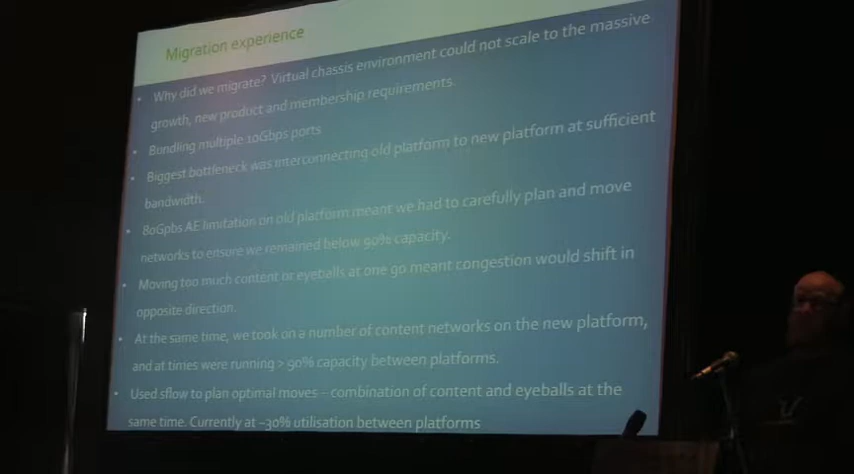 Migration experience
• Why did we migrate? Virtual chassis environment could not scale to the massive
growth, new product and membership requirements.
• Bundling multiple 10Gbps ports
• Biggest bottleneck was interconnecting old platform to new platform at sufficient
bandwidth.
• 80Gpbs AE limitation on old platform meant we had to carefully plan and move
networks to ensure we remained below 90% capacity.
• Moving too much content or eyeballs at one go meant congestion would shift in
opposite direction.
• At the same time, we took on a number of content networks on the new platform,
and at times were running > 90% capacity between platforms.
• Used sflow to plan optimal moves – combination of content and eyeballs at the
same time. Currently at ~30% utilisation between platforms